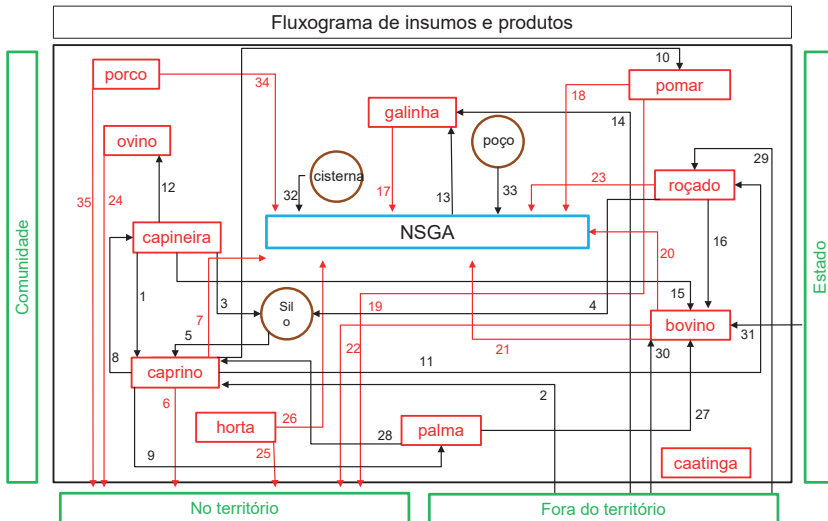 Fluxograma de insumos e produtos
Comunidade
Estado
porco
34
10
pomar
18
galinha
14
ovino
poço
29
cisterna
12
17
13
33
32
23
roçado
35
24
capineira
NSGA
16
20
1
3
7
Sil
o
19
4
15
bovino
5
8
22
21
30
31
caprino
11
6
2
26
27
horta
28
palma
9
25
caatinga
No território
Fora do território